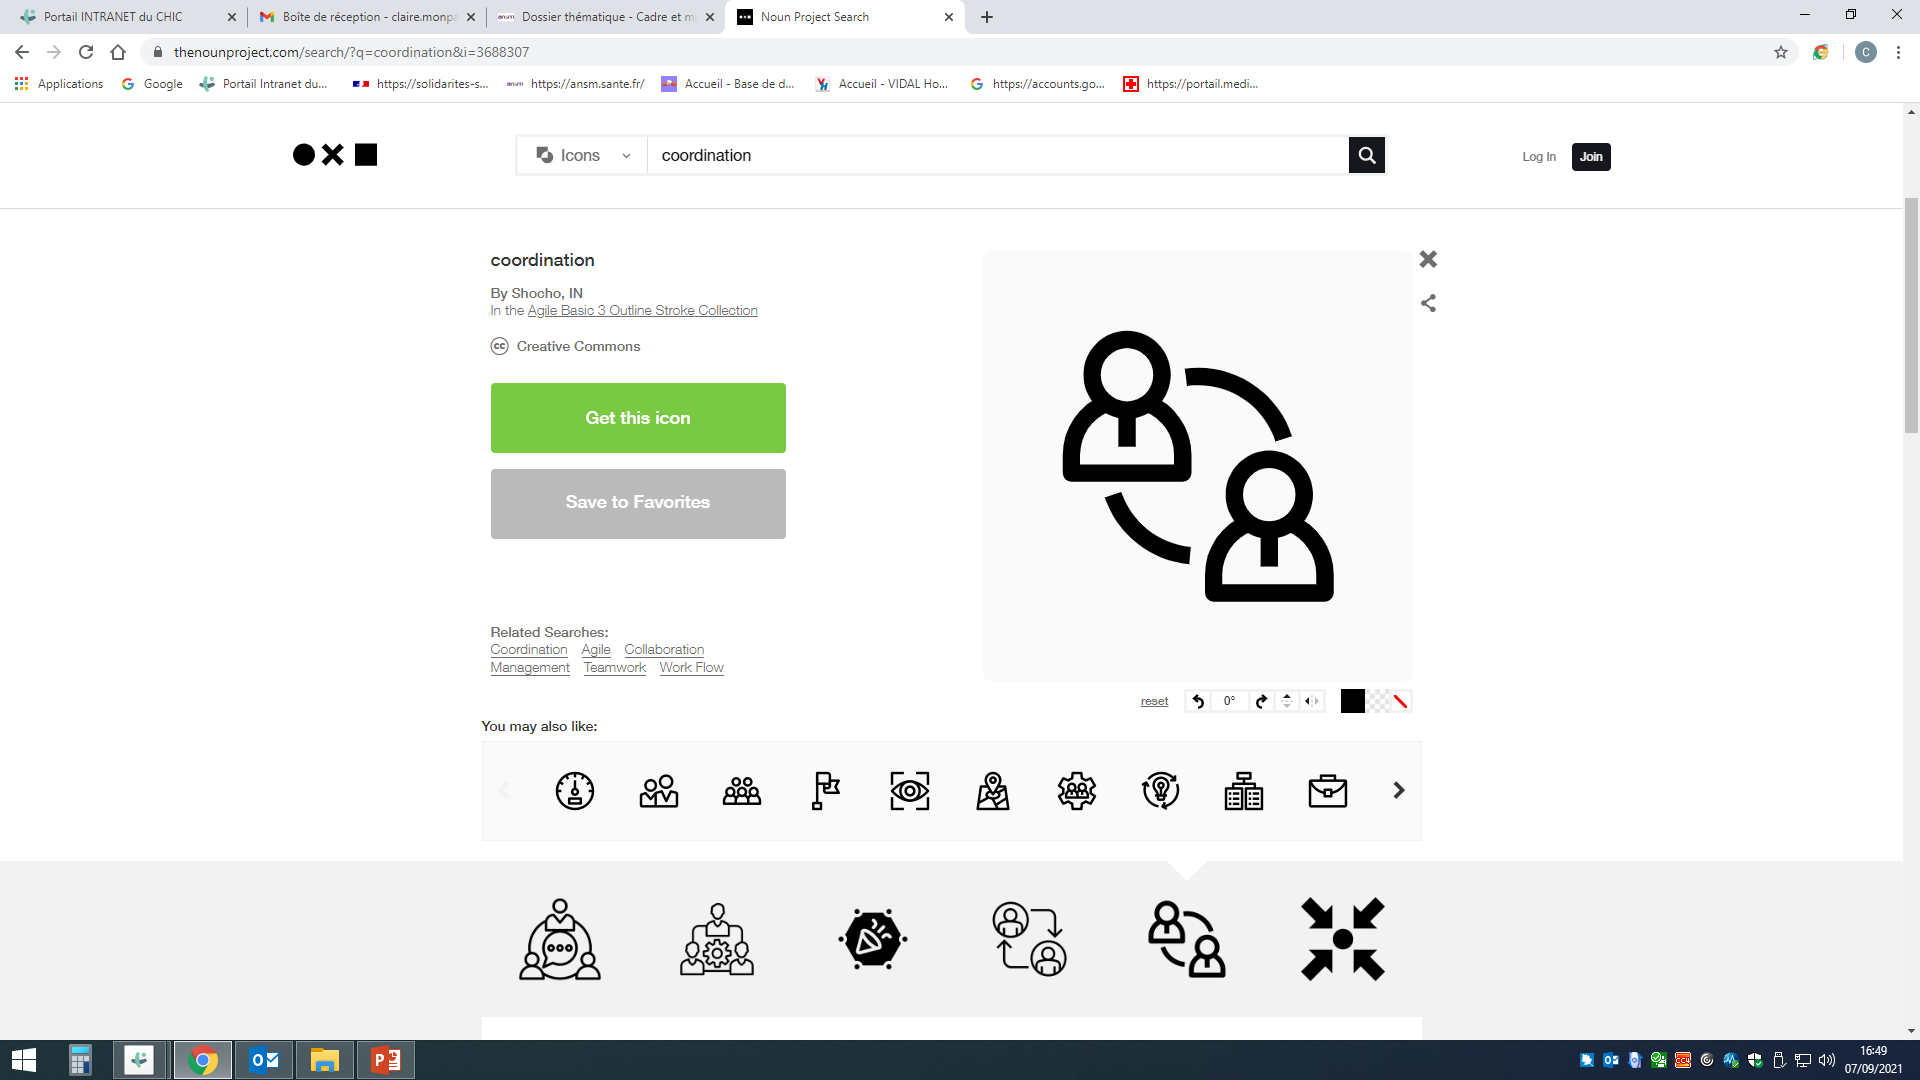 Portail INTRANET du CHIC
Boîte de réception - claire.monpa
ansm Dossier thématique - Cadre et m
Noun Project Search
thenounproject.com/search/?q=coordination&i=3688307
C
Applications
Google
Portail Intranet du...
https://solidarites-s...
ansm https://ansm.sante.fr/
Accueil - Base de d...
Accueil - VIDAL Ho...
https://accounts.go...
https://portail.medi...
Icons
coordination
Log In
Join
coordination
By Shocho, IN
In the Agile Basic 3 Outline Stroke Collection
cc Creative Commons
Get this icon
Save to Favorites
Related Searches:
Coordination Agile Collaboration
Management Teamwork Work Flow
reset
0°
You may also like:
16:49
07/09/2021